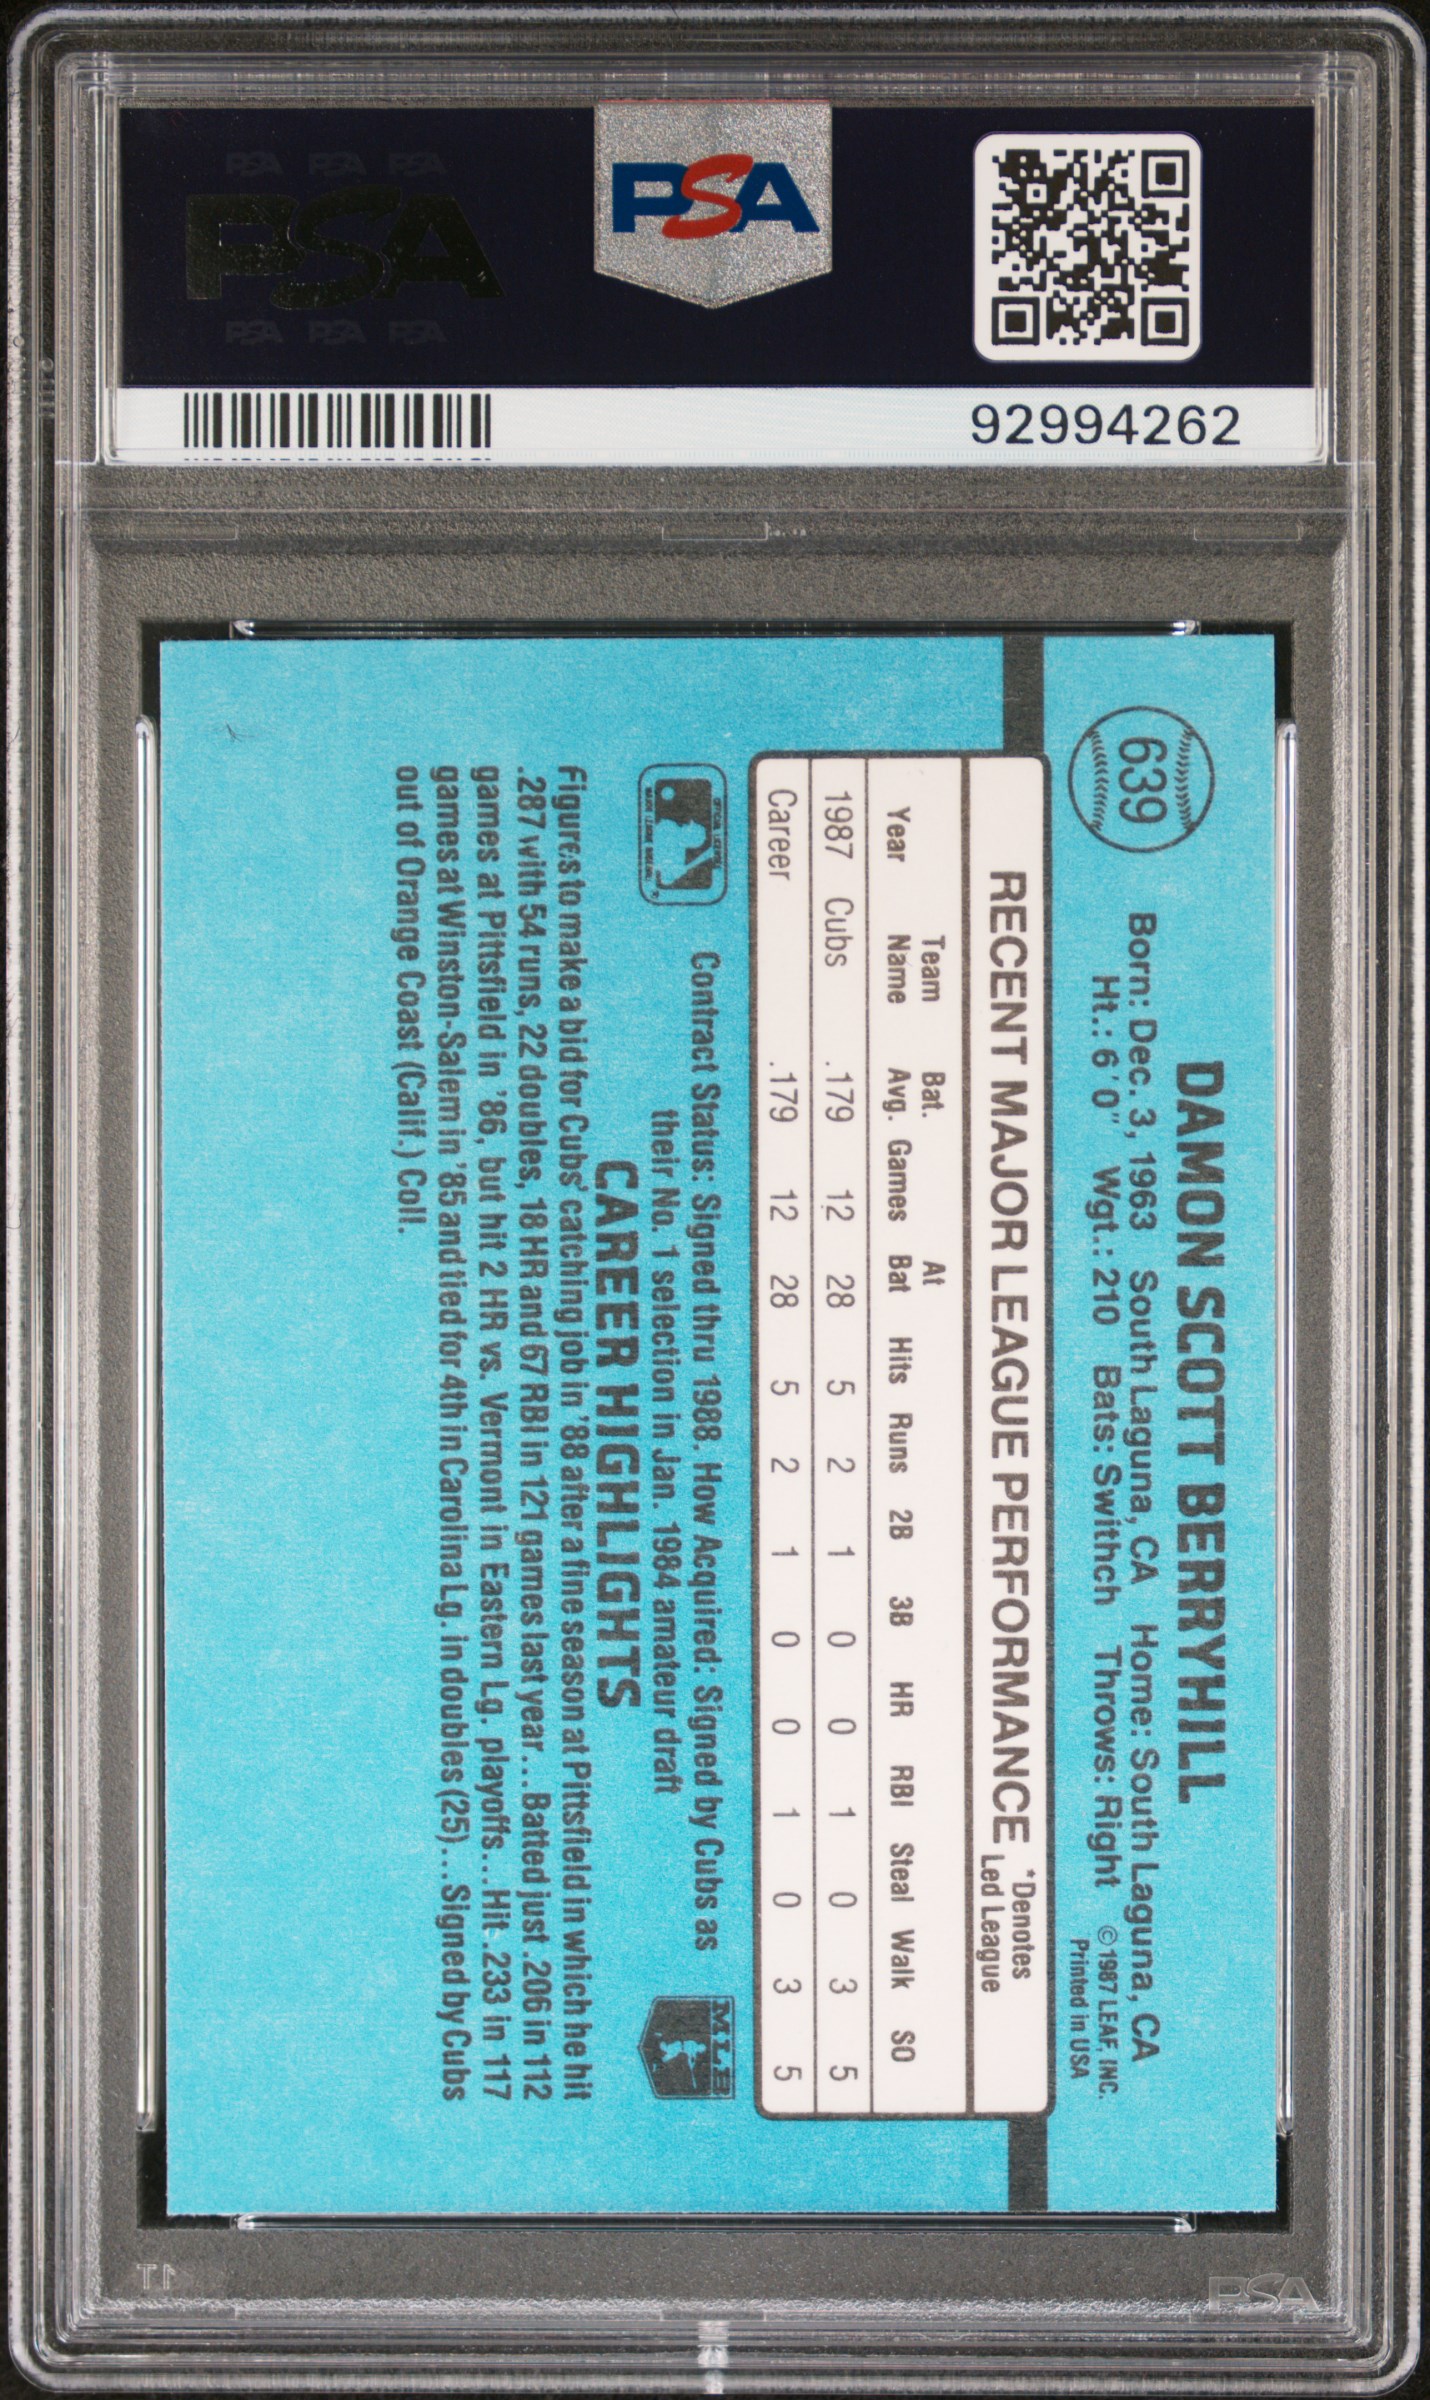 PSA PSA PSA
PSA
PSA PSA PSA
PSA
92994262
639
DAMON SCOTT BERRYHILL
Born: Dec. 3, 1963 South Laguna, CA Home: South Laguna, CA
Ht.: 6'0" Wgt.: 210 Bats: Swithch Throws: Right
©1987 LEAF, INC.
Printed in USA
RECENT MAJOR LEAGUE PERFORMANCE *Denotes Led League
Year Team Name Bat. Avg. Games At Bat Hits Runs 2B 3B HR RBI Steal Walk SO
1987 Cubs .179 12 28 5 2 1 0 0 1 0 3 5
Career .179 12 28 5 2 1 0 0 1 0 3 5
MLB
Contract Status: Signed thru 1988. How Acquired: Signed by Cubs as
their No. 1 selection in Jan. 1984 amateur draft
CAREER HIGHLIGHTS
Figures to make a bid for Cubs' catching job in '88 after a fine season at Pittsfield in which he hit
.287 with 54 runs, 22 doubles, 18 HR and 67 RBI in 121 games last year...Batted just .206 in 112
games at Pittsfield in '86, but hit 2 HR vs. Vermont in Eastern Lg. playoffs...Hit .233 in 117
games at Winston-Salem in '85 and tied for 4th in Carolina Lg. in doubles (25)...Signed by Cubs
out of Orange Coast (Calif.) Coll.
PSA